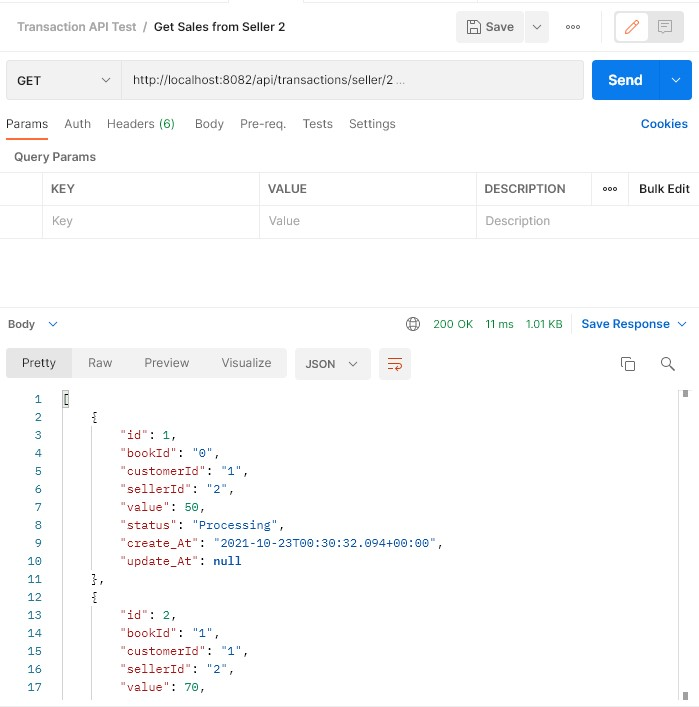 Transaction API Test / Get Sales from Seller 2 Save
GET http://localhost:8082/api/transactions/seller/2 ... Send
Params Auth Headers (6) Body Pre-req. Tests Settings Cookies
Query Params
KEY VALUE DESCRIPTION Bulk Edit
Key Value Description
Body 200 OK 11 ms 1.01 KB Save Response
Pretty Raw Preview Visualize JSON
1 [
2 {
3 "id": 1,
4 "bookId": "0",
5 "customerId": "1",
6 "sellerId": "2",
7 "value": 50,
8 "status": "Processing",
9 "create_At": "2021-10-23T00:30:32.094+00:00",
10 "update_At": null
11 },
12 {
13 "id": 2,
14 "bookId": "1",
15 "customerId": "1",
16 "sellerId": "2",
17 "value": 70,